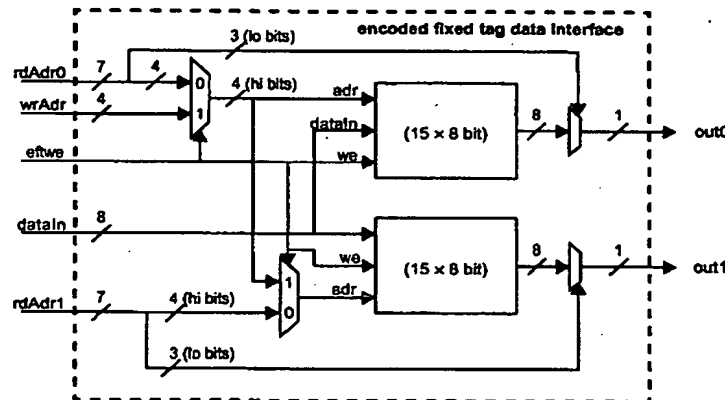 encoded fixed tag data interface
3 (lo bits)
rdAdr0
7
4
0
4 (hi bits)
adr
wrAdr
4
1
dataIn
(15 × 8 bit)
8
1
out0
eftwe
we
dataIn
8
we
(15 × 8 bit)
8
1
out1
1
adr
rdAdr1
7
4 (hi bits)
0
3 (lo bits)